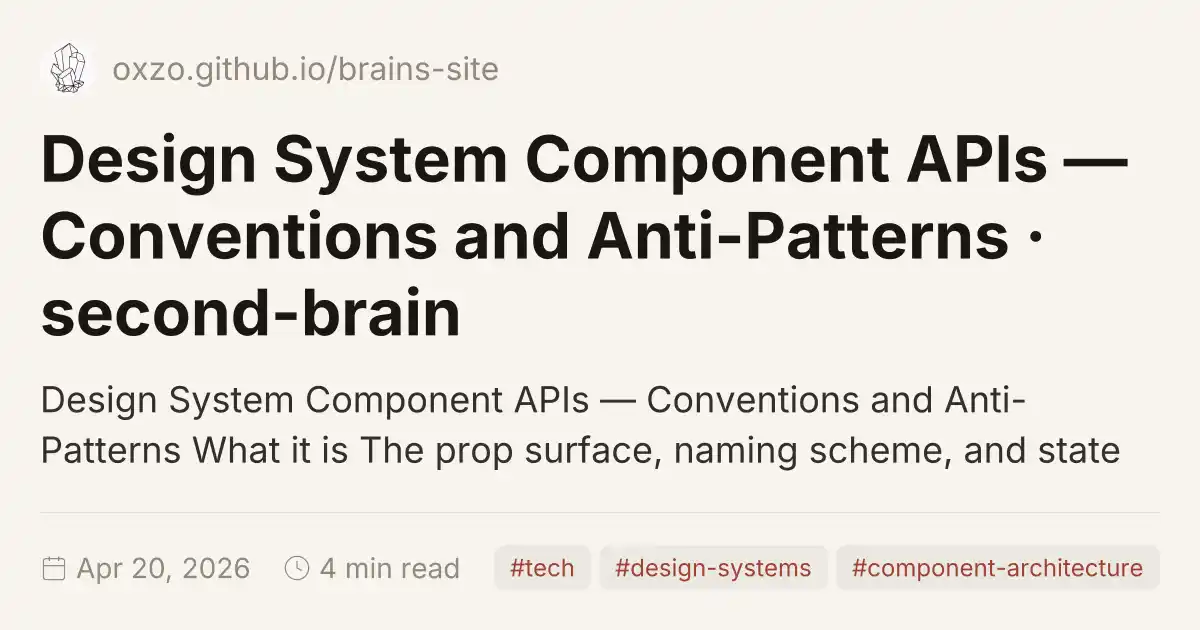 oxzo.github.io/brains-site
Design System Component APIs —
Conventions and Anti-Patterns ·
second-brain
Design System Component APIs — Conventions and Anti-
Patterns What it is The prop surface, naming scheme, and state
Apr 20, 2026 4 min read #tech #design-systems #component-architecture